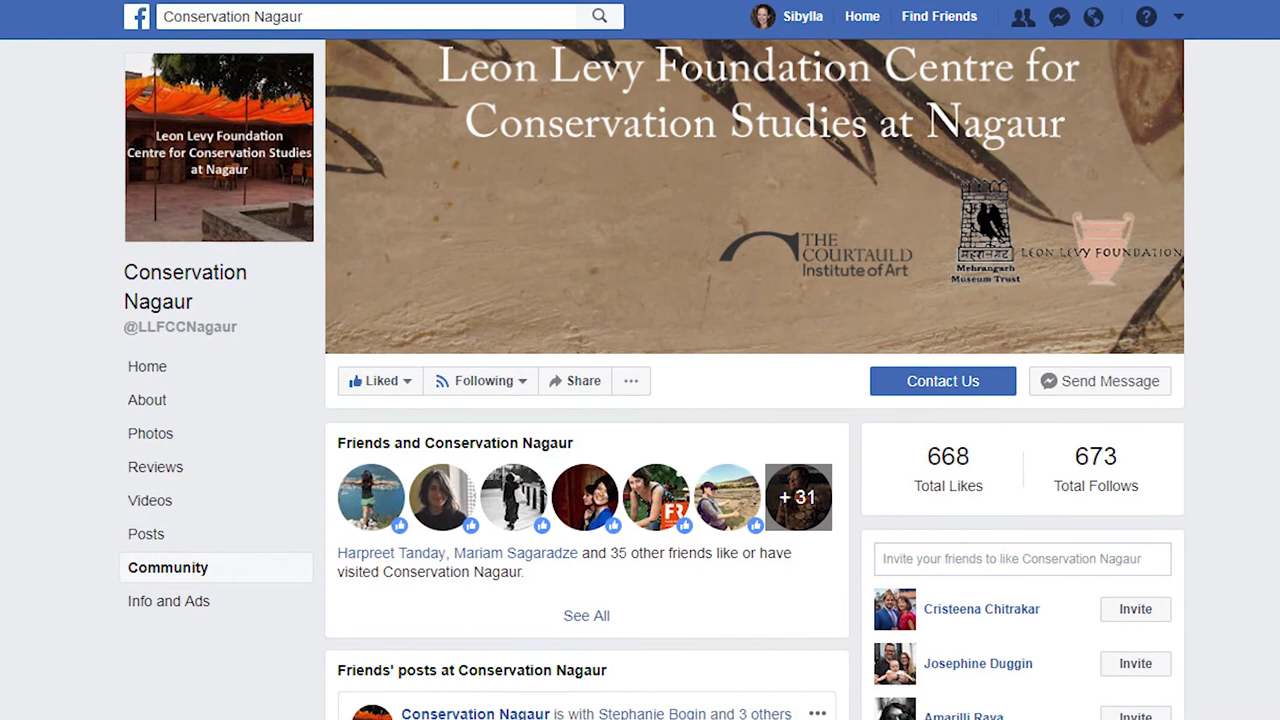 Conservation Nagaur
Sibylla
Home
Find Friends
Leon Levy Foundation
Centre for Conservation Studies
at Nagaur
Leon Levy Foundation Centre for
Conservation Studies at Nagaur
THE
COURTAULD
Institute of Art
मेहरानगढ़
Mehrangarh
Museum Trust
LEON LEVY FOUNDATION
Conservation
Nagaur
@LLFCCNagaur
Home
About
Photos
Reviews
Videos
Posts
Community
Info and Ads
Liked
Following
Share
Contact Us
Send Message
Friends and Conservation Nagaur
FR
+ 31
Harpreet Tanday, Mariam Sagaradze and 35 other friends like or have
visited Conservation Nagaur.
See All
Friends' posts at Conservation Nagaur
Conservation Nagaur is with Stephanie Bogin and 3 others
668
Total Likes
673
Total Follows
Invite your friends to like Conservation Nagaur
Cristeena Chitrakar
Invite
Josephine Duggin
Invite
Amarilli Rava
Invite